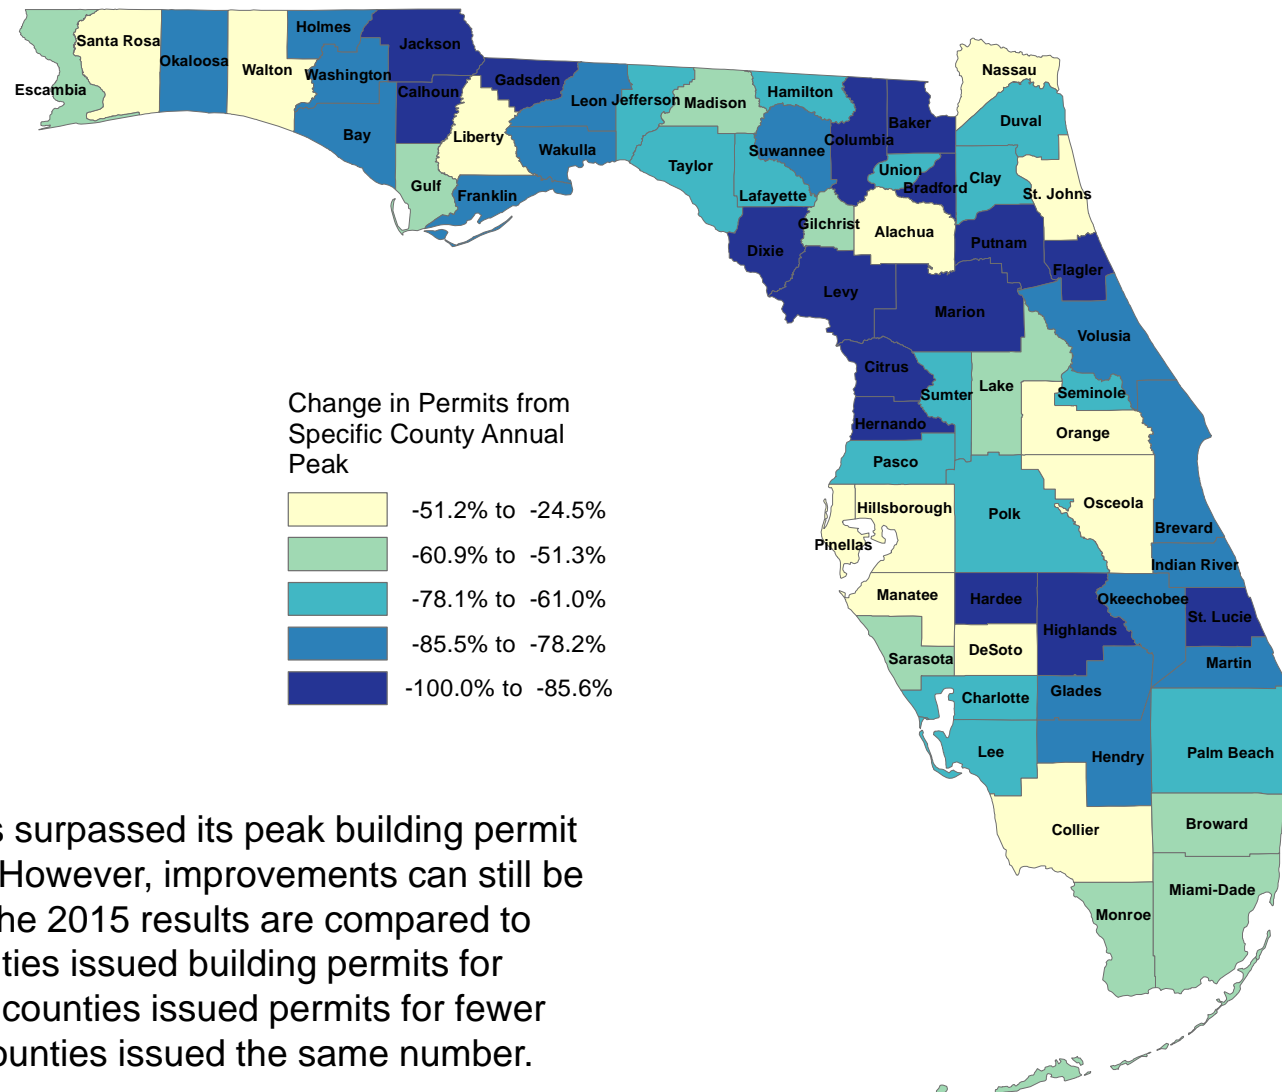 Holmes
Santa Rosa
Jackson
Okaloosa
Walton
Washington
Nassau
Escambia
Calhoun
Gadsden
Leon
Jefferson
Madison
Hamilton
Bay
Liberty
Wakulla
Taylor
Suwannee
Columbia
Baker
Duval
Gulf
Franklin
Lafayette
Union
Bradford
Clay
St. Johns
Gilchrist
Alachua
Dixie
Putnam
Flagler
Levy
Marion
Volusia
Citrus
Sumter
Lake
Seminole
Hernando
Orange
Pasco
Hillsborough
Polk
Osceola
Brevard
Pinellas
Indian River
Manatee
Hardee
Okeechobee
St. Lucie
Highlands
DeSoto
Sarasota
Martin
Charlotte
Glades
Lee
Hendry
Palm Beach
Collier
Broward
Miami-Dade
Monroe
Change in Permits from
Specific County Annual
Peak
-51.2% to -24.5%
-60.9% to -51.3%
-78.1% to -61.0%
-85.5% to -78.2%
-100.0% to -85.6%
s surpassed its peak building permit
However, improvements can still be
he 2015 results are compared to
ties issued building permits for
counties issued permits for fewer
ounties issued the same number.